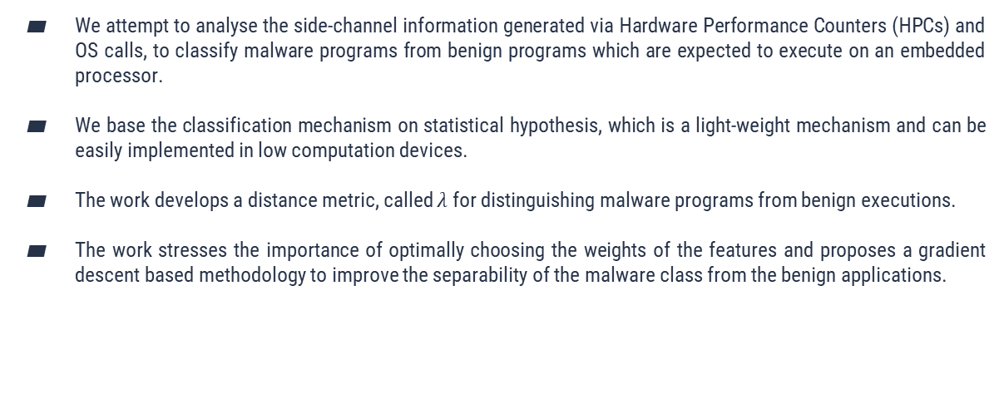 We attempt to analyse the side-channel information generated via Hardware Performance Counters (HPCs) and
OS calls, to classify malware programs from benign programs which are expected to execute on an embedded
processor.
We base the classification mechanism on statistical hypothesis, which is a light-weight mechanism and can be
easily implemented in low computation devices.
The work develops a distance metric, called λ for distinguishing malware programs from benign executions.
The work stresses the importance of optimally choosing the weights of the features and proposes a gradient
descent based methodology to improve the separability of the malware class from the benign applications.